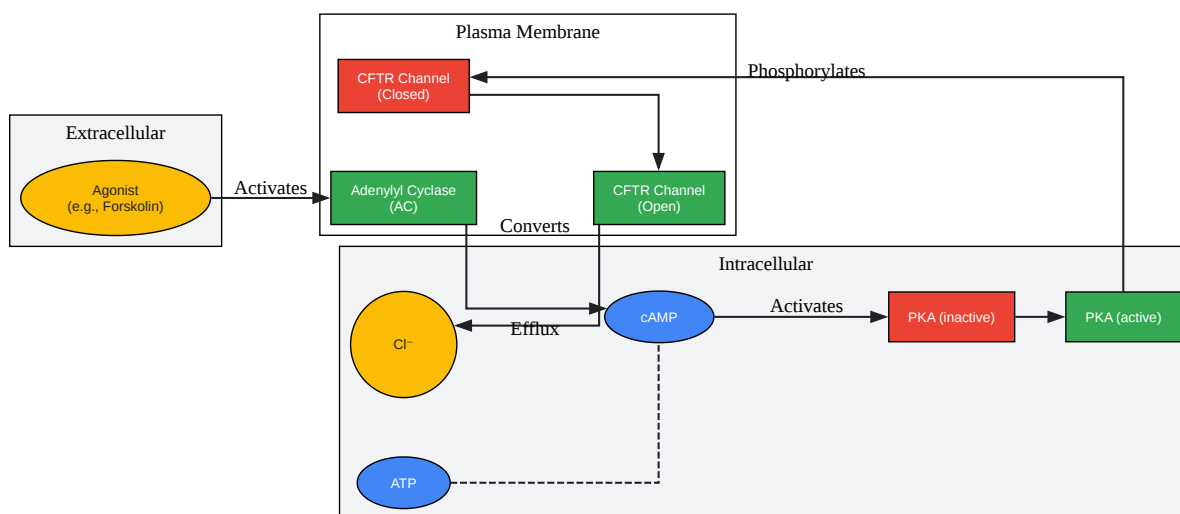 Plasma Membrane
CFTR Channel
(Closed)
Phosphorylates
Extracellular
Agonist
(e.g., Forskolin)
Activates
Adenylyl Cyclase
(AC)
CFTR Channel
(Open)
Converts
Intracellular
Cl⁻
Efflux
cAMP
Activates
PKA (inactive)
PKA (active)
ATP